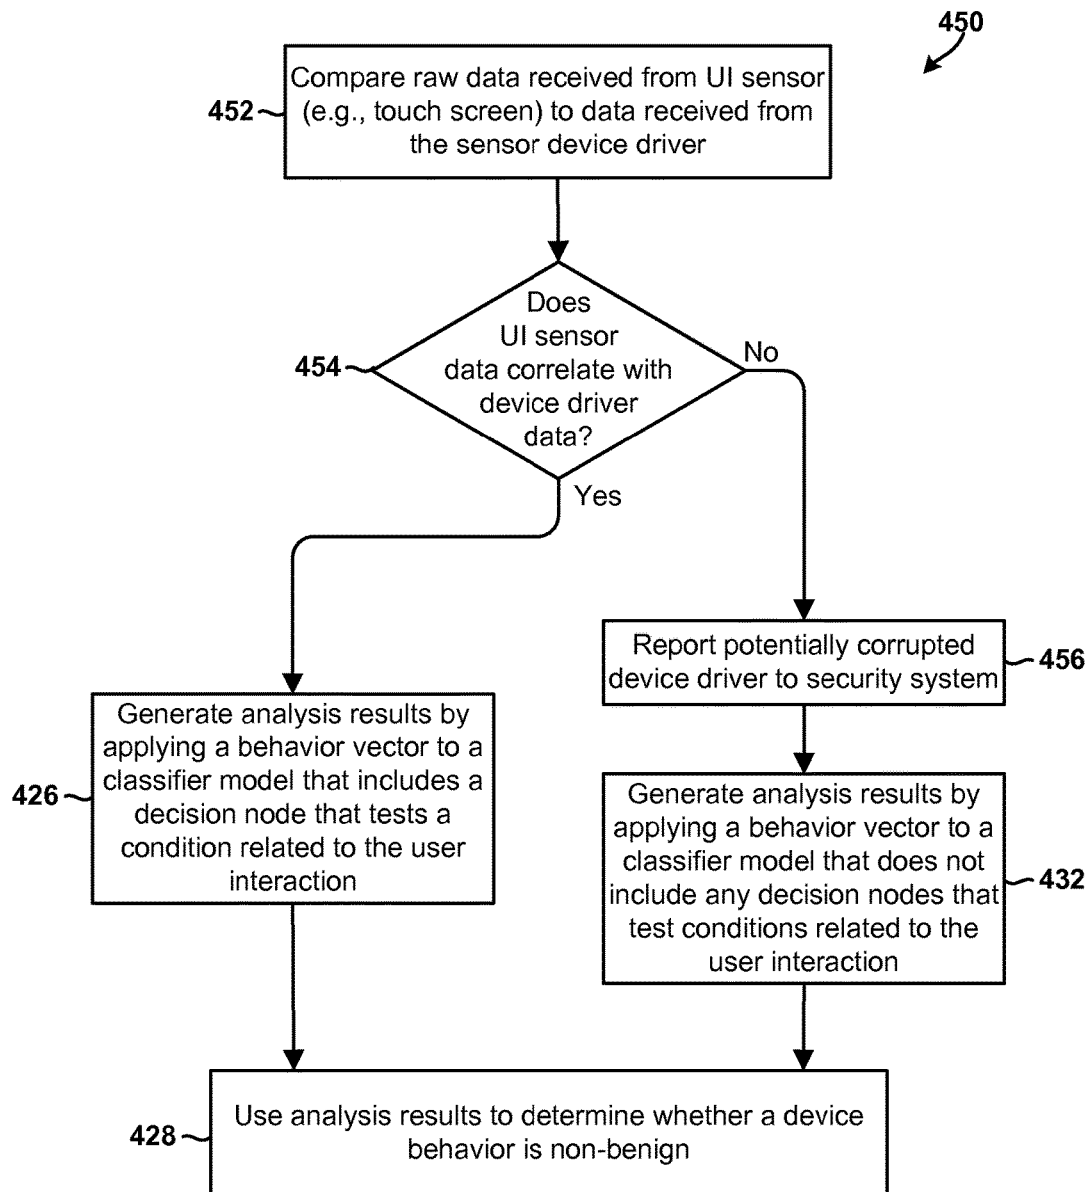 450
Compare raw data received from UI sensor
452
(e.g., touch screen) to data received from
the sensor device driver
Does
UI sensor
454
data correlate with
device driver
data?
No
Yes
Report potentially corrupted
device driver to security system
456
Generate analysis results by
applying a behavior vector to a
classifier model that includes a
426
decision node that tests a
condition related to the user
interaction
Generate analysis results by
applying a behavior vector to a
classifier model that does not
include any decision nodes that
432
test conditions related to the
user interaction
Use analysis results to determine whether a device
428
behavior is non-benign